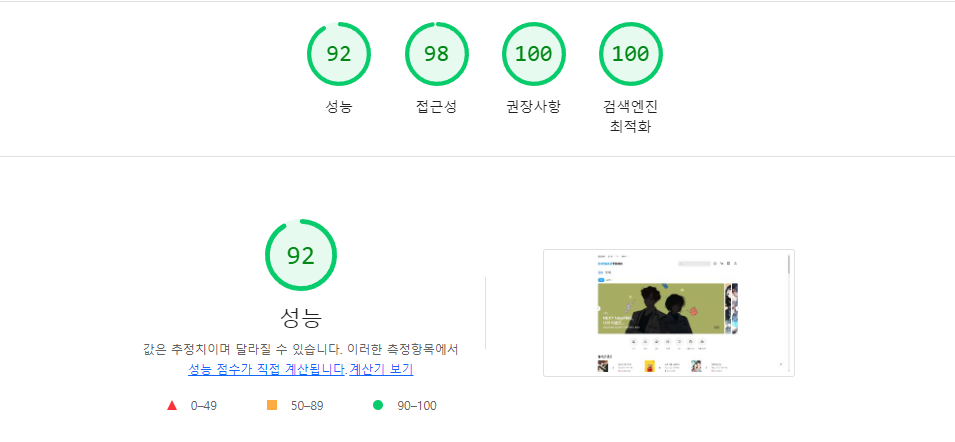 92
98
100
100
성능
접근성
권장사항
검색엔진
최적화
92
성능
값은 추정치이며 달라질 수 있습니다. 이러한 측정항목에서
성능 점수가 직접 계산됩니다.계산기 보기
0–49
50–89
90–100